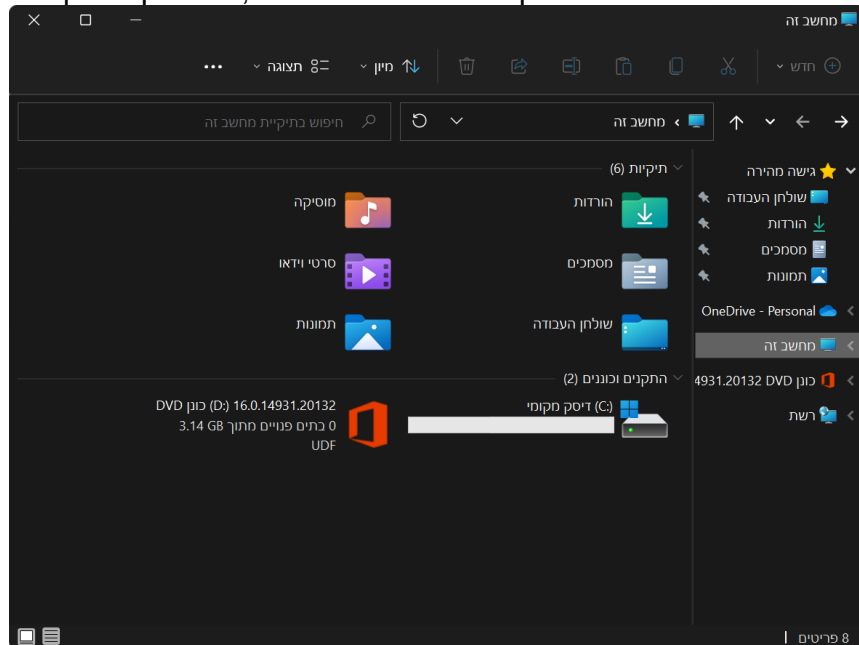 מחשב זה
חדש
מיון
תצוגה
מחשב זה
חיפוש בתיקיית מחשב זה
גישה מהירה
שולחן העבודה
הורדות
מסמכים
תמונות
OneDrive - Personal
מחשב זה
כונן DVD 4931.20132
רשת
תיקיות (6)
הורדות
מוסיקה
מסמכים
סרטי וידאו
שולחן העבודה
תמונות
התקנים וכוננים (2)
(C:) דיסק מקומי
כונן DVD (D:) 16.0.14931.20132
0 בתים פנויים מתוך 3.14 GB
UDF
8 פריטים